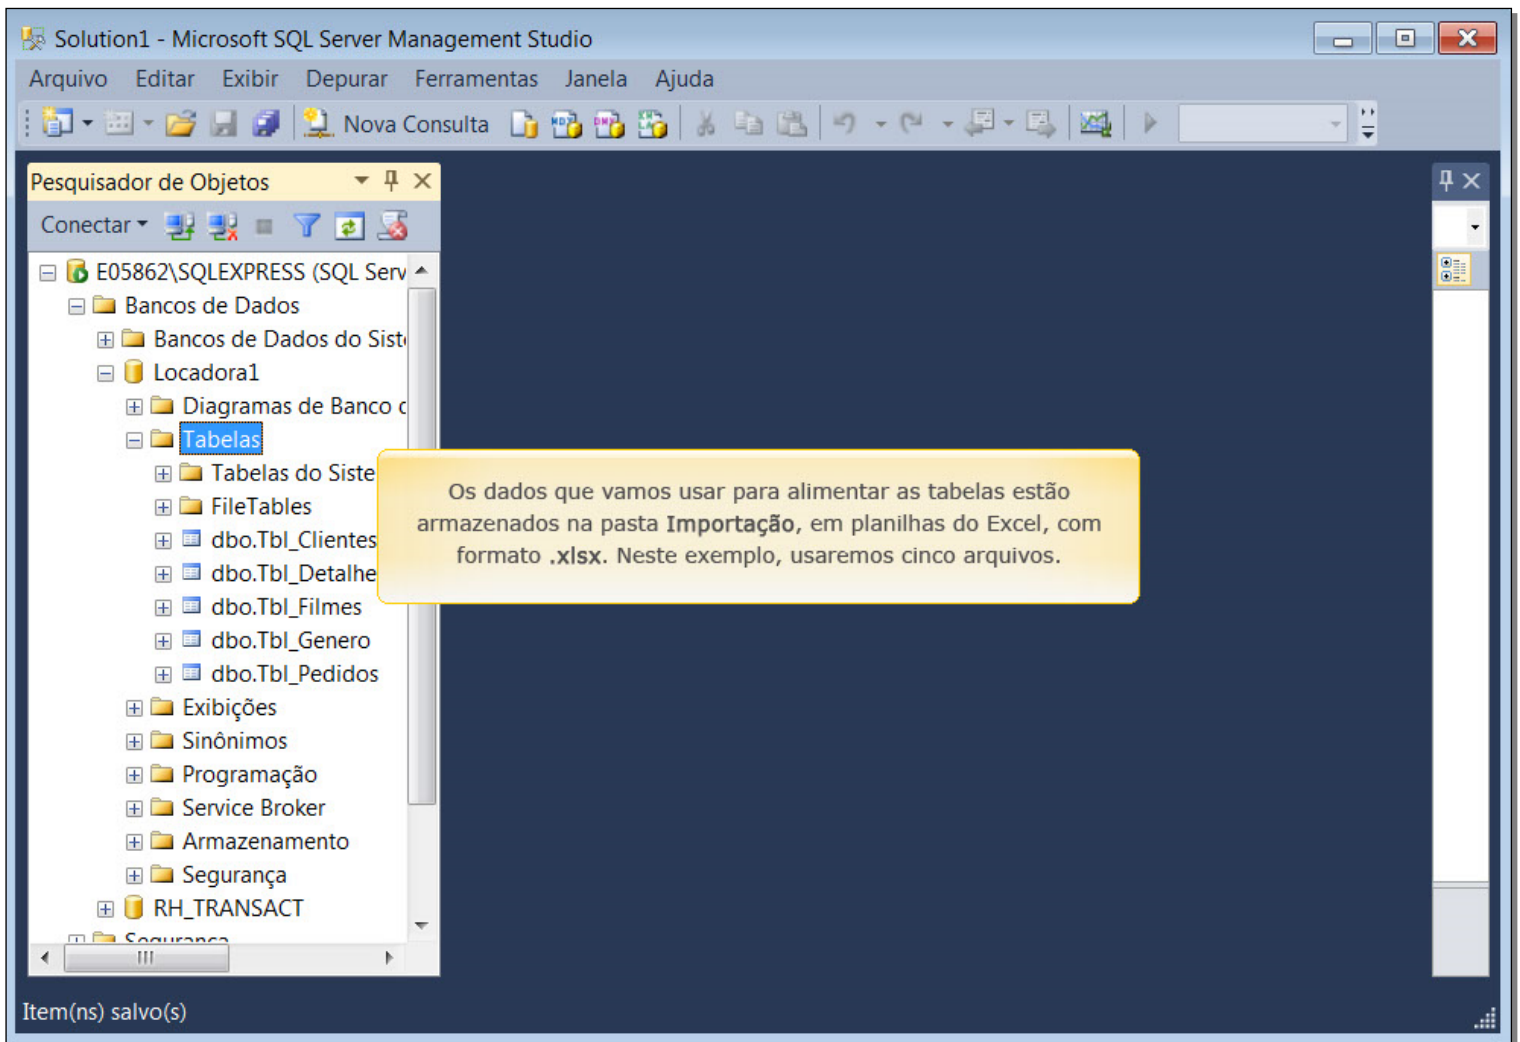 Solution1 - Microsoft SQL Server Management Studio
Arquivo Editar Exibir Depurar Ferramentas Janela Ajuda
Nova Consulta
Pesquisador de Objetos
Conectar
E05862\SQLEXPRESS (SQL Serv
Bancos de Dados
Bancos de Dados do Siste
Locadora1
Diagramas de Banco d
Tabelas
Tabelas do Siste
FileTables
dbo.Tbl_Clientes
dbo.Tbl_Detalhe
dbo.Tbl_Filmes
dbo.Tbl_Genero
dbo.Tbl_Pedidos
Exibições
Sinônimos
Programação
Service Broker
Armazenamento
Segurança
RH_TRANSACT
Segurança
Os dados que vamos usar para alimentar as tabelas estão
armazenados na pasta Importação, em planilhas do Excel, com
formato .xlsx. Neste exemplo, usaremos cinco arquivos.
Item(ns) salvo(s)